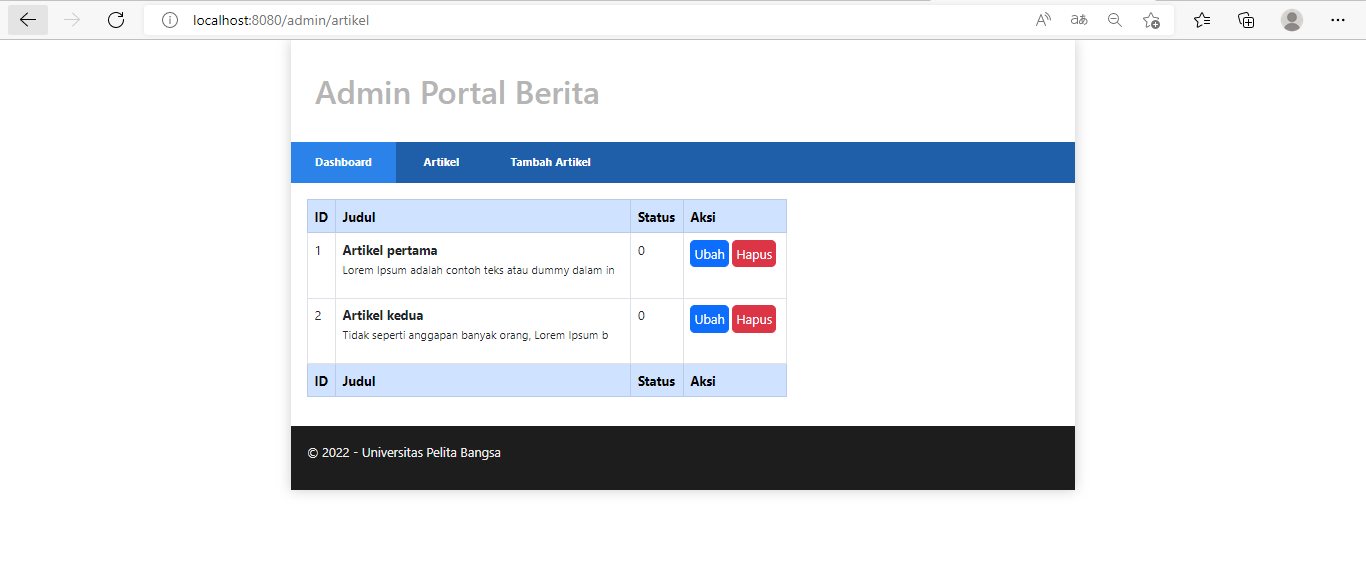 localhost:8080/admin/artikel
Admin Portal Berita
Dashboard Artikel Tambah Artikel
ID Judul Status Aksi
1 Artikel pertama 0 Ubah Hapus
Lorem Ipsum adalah contoh teks atau dummy dalam in
2 Artikel kedua 0 Ubah Hapus
Tidak seperti anggapan banyak orang, Lorem Ipsum b
ID Judul Status Aksi
© 2022 - Universitas Pelita Bangsa